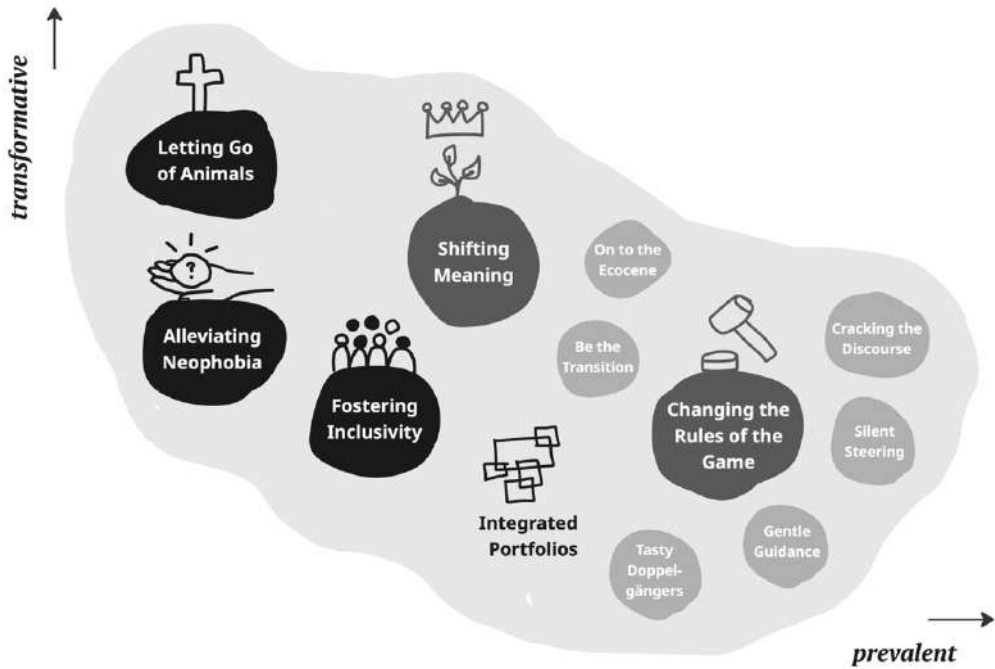 transformative
Letting Go
of Animals
Shifting
Meaning
On to the
Ecocene
?
Alleviating
Neophobia
Cracking the
Discourse
Be the
Transition
Fostering
Inclusivity
Changing the
Rules of the
Game
Silent
Steering
Integrated
Portfolios
Gentle
Guidance
Tasty
Doppel-
gängers
prevalent